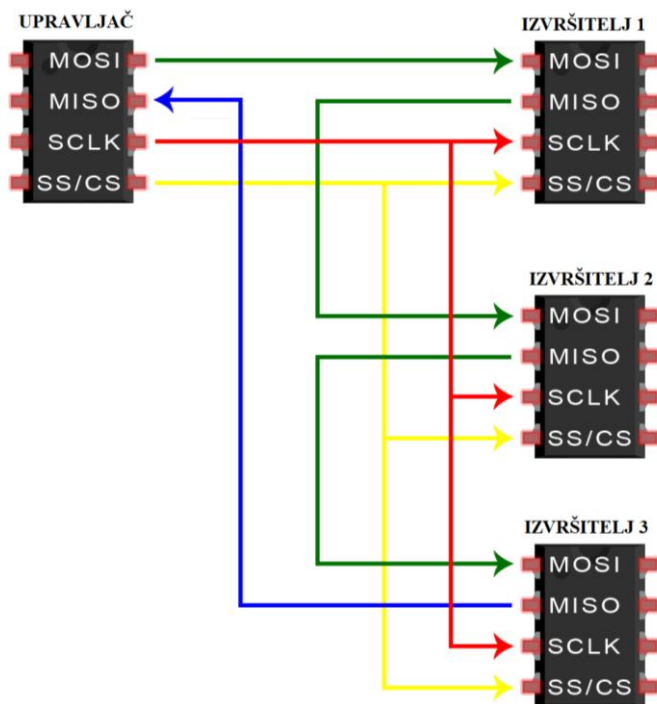 UPRAVLJAČ
MOSI
MISO
SCLK
SS/CS
IZVRŠITELJ 1
MOSI
MISO
SCLK
SS/CS
IZVRŠITELJ 2
MOSI
MISO
SCLK
SS/CS
IZVRŠITELJ 3
MOSI
MISO
SCLK
SS/CS